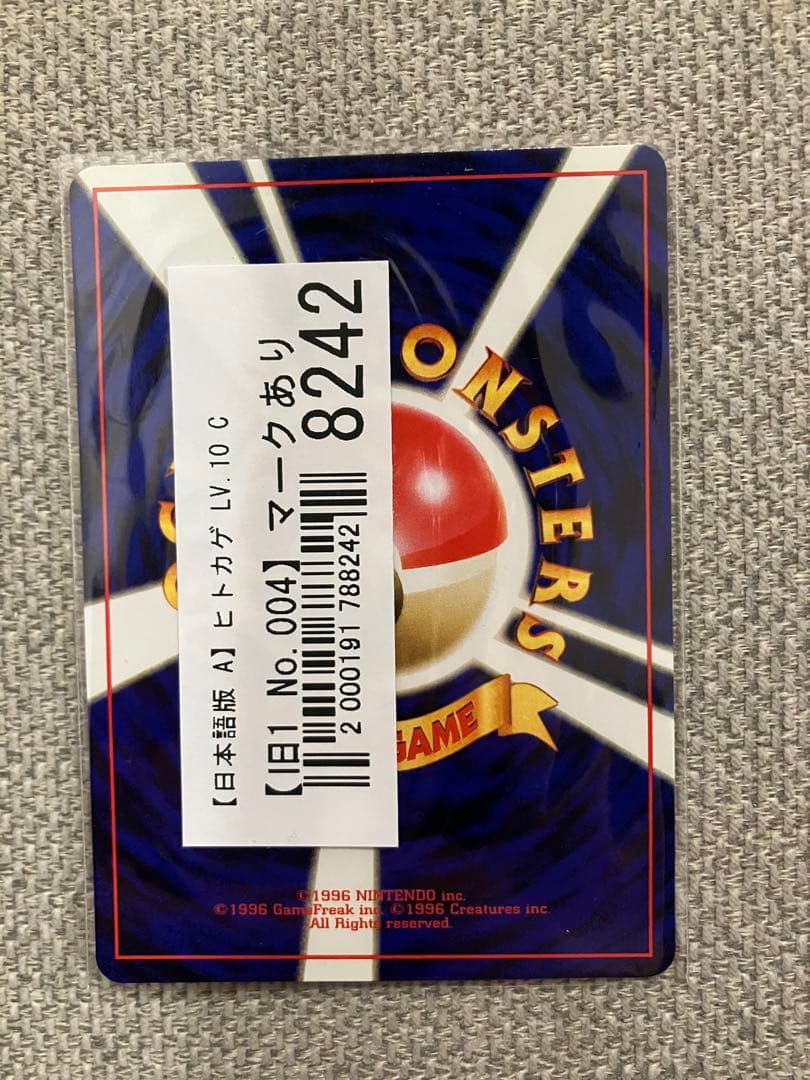 【日本語版 A】ヒトカゲ LV.10 C
【旧1 No.004】マークあり
2 000191 788242
8242
ONSTERS
GAME
©1996 NINTENDO inc.
©1996 GameFreak inc. ©1996 Creatures inc.
All Rights reserved.